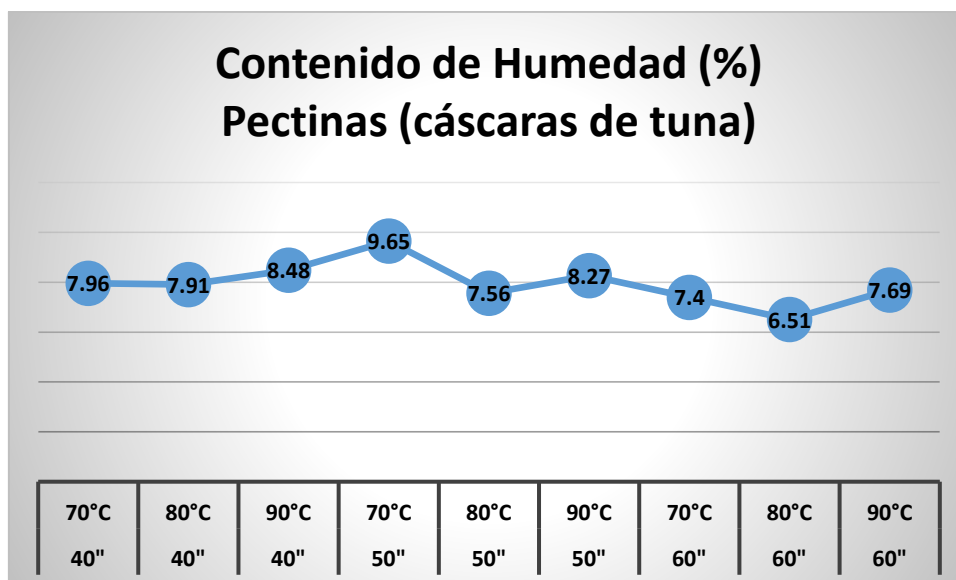 Contenido de Humedad (%)
Pectinas (cáscaras de tuna)
7.96 7.91 8.48 9.65 7.56 8.27 7.4 6.51 7.69
70°C 80°C 90°C 70°C 80°C 90°C 70°C 80°C 90°C
40" 40" 40" 50" 50" 50" 60" 60" 60"